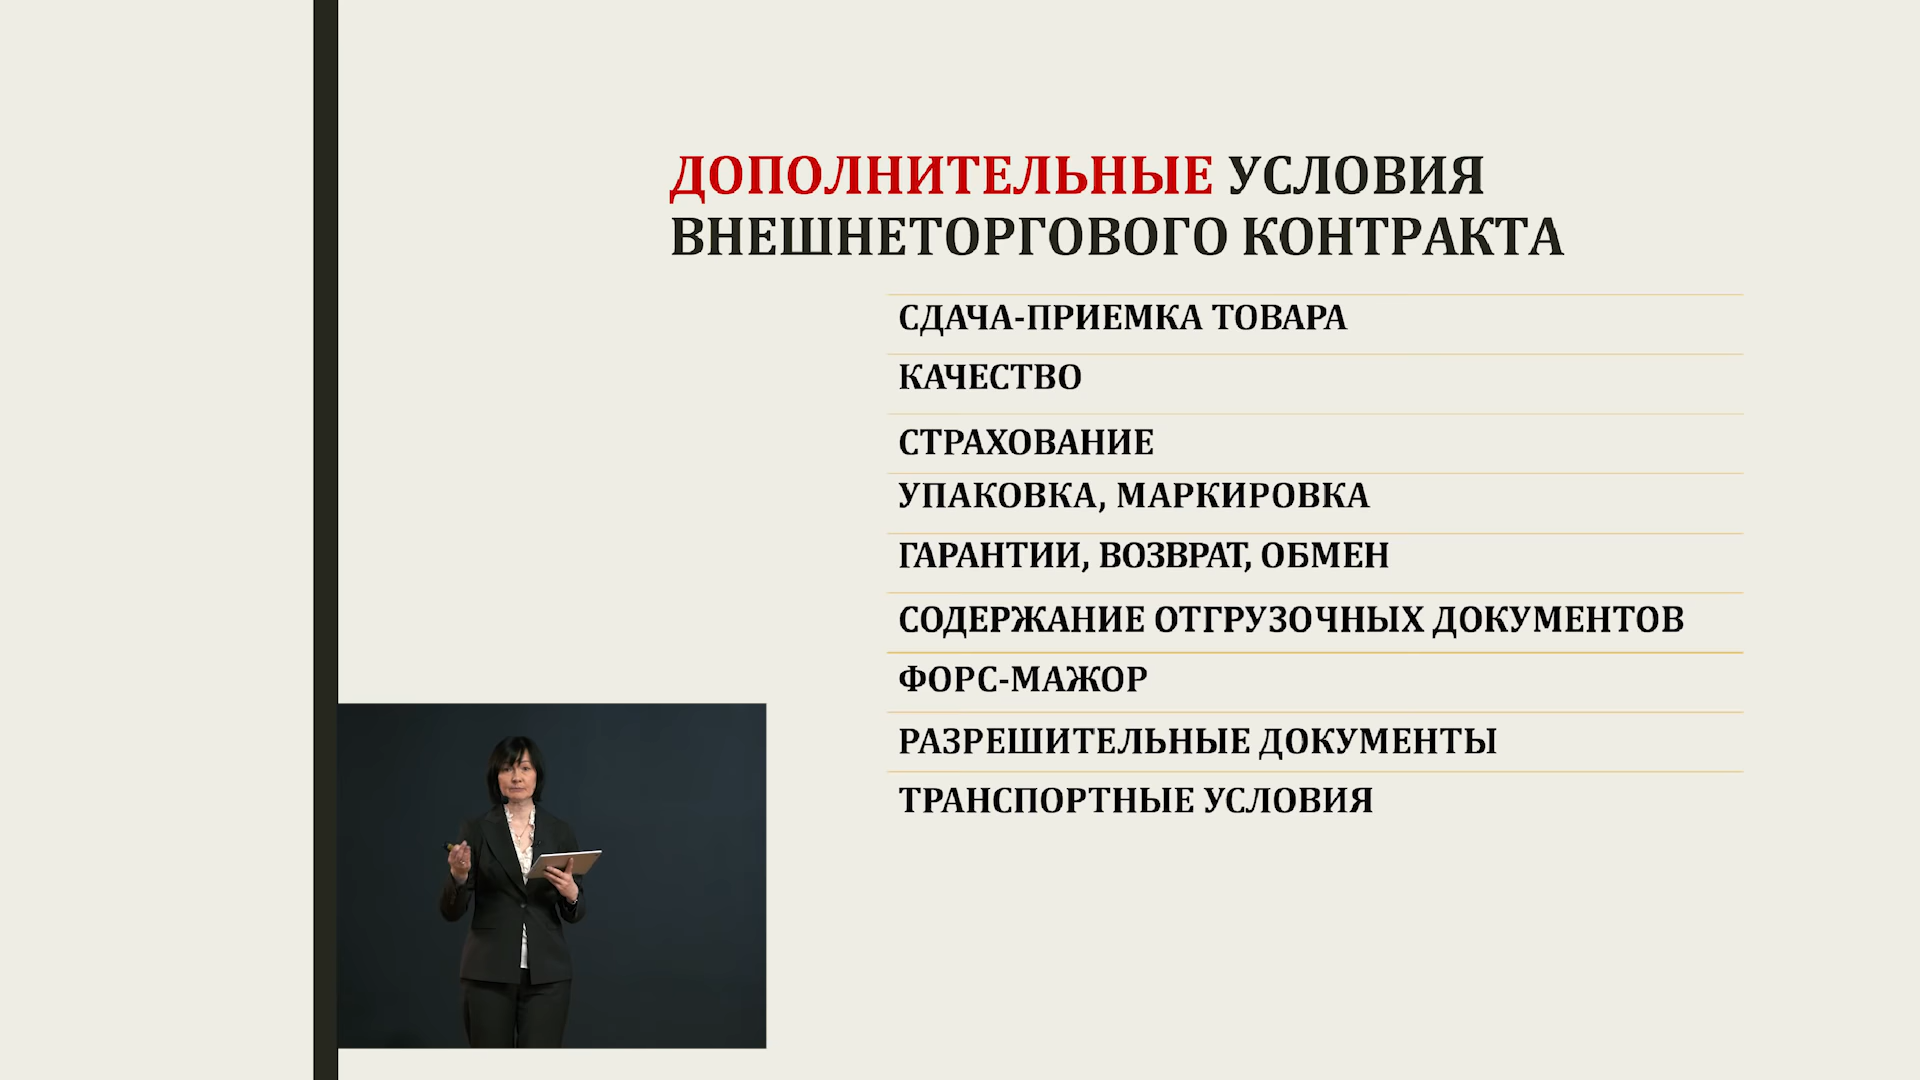 ДОПОЛНИТЕЛЬНЫЕ УСЛОВИЯ
ВНЕШНЕТОРГОВОГО КОНТРАКТА
СДАЧА-ПРИЕМКА ТОВАРА
КАЧЕСТВО
СТРАХОВАНИЕ
УПАКОВКА, МАРКИРОВКА
ГАРАНТИИ, ВОЗВРАТ, ОБМЕН
СОДЕРЖАНИЕ ОТГРУЗОЧНЫХ ДОКУМЕНТОВ
ФОРС-МАЖОР
РАЗРЕШИТЕЛЬНЫЕ ДОКУМЕНТЫ
ТРАНСПОРТНЫЕ УСЛОВИЯ